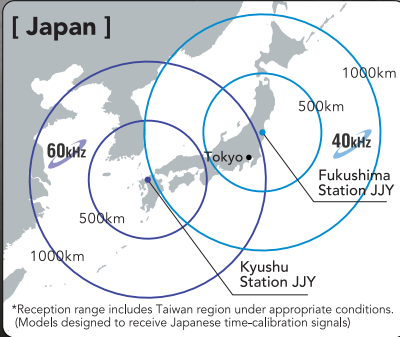 [ Japan ]
1000km
500km
60kHz
40kHz
Tokyo
Fukushima
Station JJY
500km
1000km
Kyushu
Station JJY
*Reception range includes Taiwan region under appropriate conditions.
(Models designed to receive Japanese time-calibration signals)